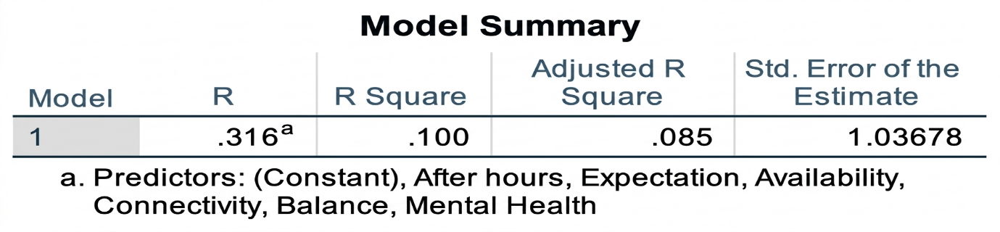 Model Summary
Model R R Square Adjusted R Square Std. Error of the Estimate
1 .316a .100 .085 1.03678
a. Predictors: (Constant), After hours, Expectation, Availability,
Connectivity, Balance, Mental Health